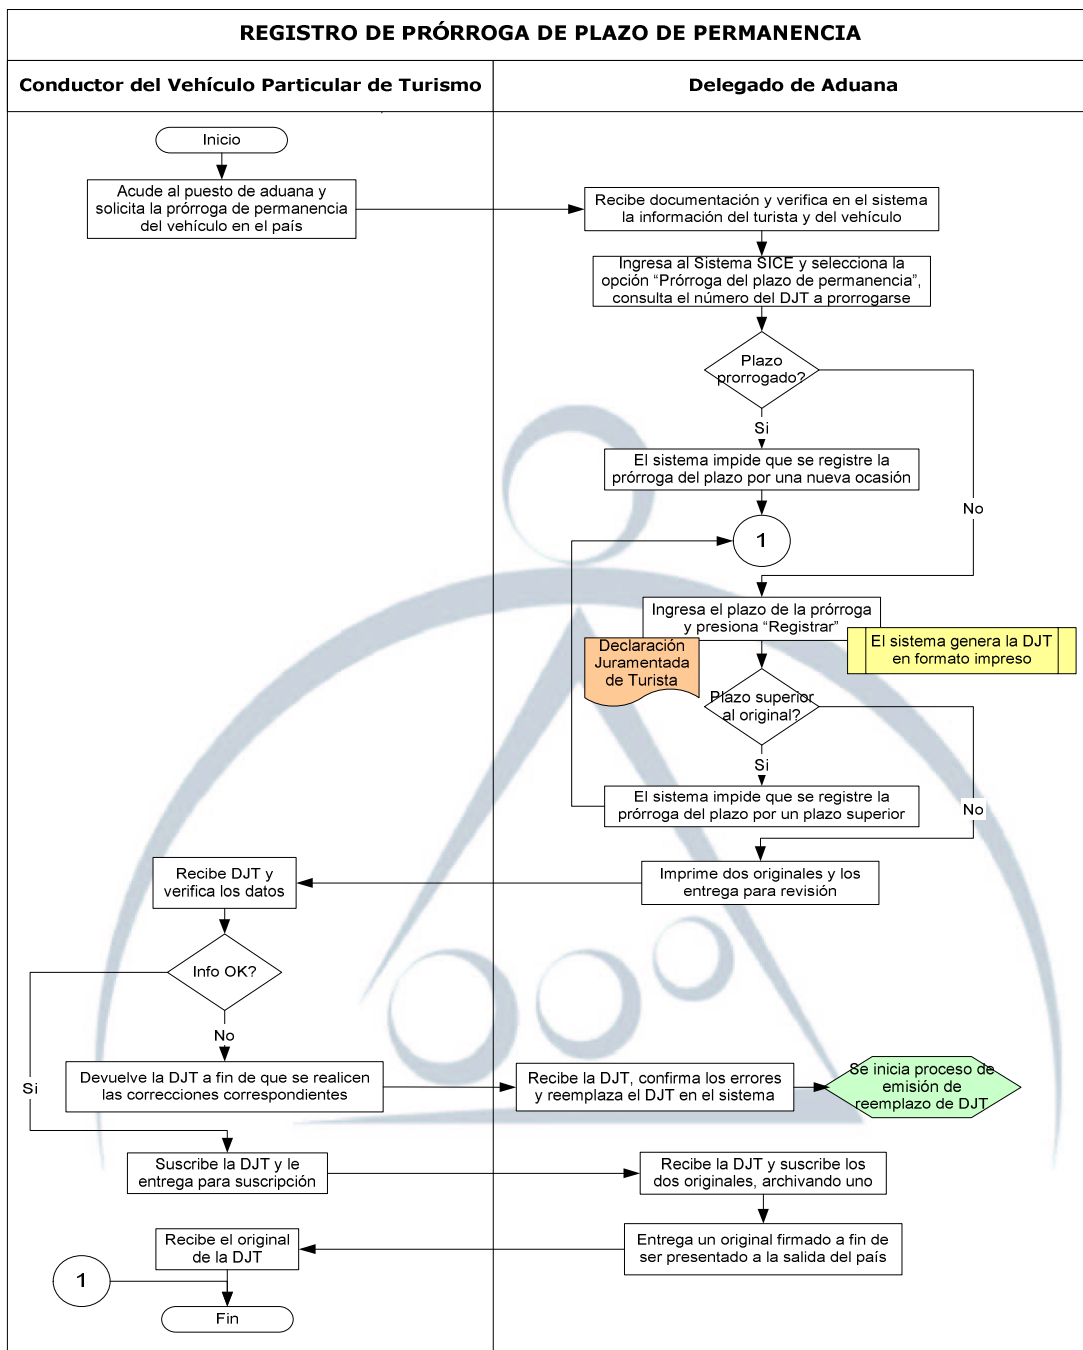 REGISTRO DE PRÓRROGA DE PLAZO DE PERMANENCIA
Conductor del Vehículo Particular de Turismo
Delegado de Aduana
Inicio
Acude al puesto de aduana y
solicita la prórroga de permanencia
del vehículo en el país
Recibe documentación y verifica en el sistema
la información del turista y del vehículo
Ingresa al Sistema SICE y selecciona la
opción “Prórroga del plazo de permanencia”,
consulta el número del DJT a prorrogarse
Plazo
prorrogado?
Si
No
El sistema impide que se registre la
prórroga del plazo por una nueva ocasión
1
Ingresa el plazo de la prórroga
y presiona “Registrar”
El sistema genera la DJT
en formato impreso
Declaración
Juramentada
de Turista
Plazo superior
al original?
Si
No
El sistema impide que se registre la
prórroga del plazo por un plazo superior
Imprime dos originales y los
entrega para revisión
Recibe DJT y
verifica los datos
Info OK?
No
Si
Devuelve la DJT a fin de que se realicen
las correcciones correspondientes
Recibe la DJT, confirma los errores
y reemplaza el DJT en el sistema
Se inicia proceso de
emisión de
reemplazo de DJT
Suscribe la DJT y le
entrega para suscripción
Recibe la DJT y suscribe los
dos originales, archivando uno
Entrega un original firmado a fin de
ser presentado a la salida del país
Recibe el original
de la DJT
1
Fin